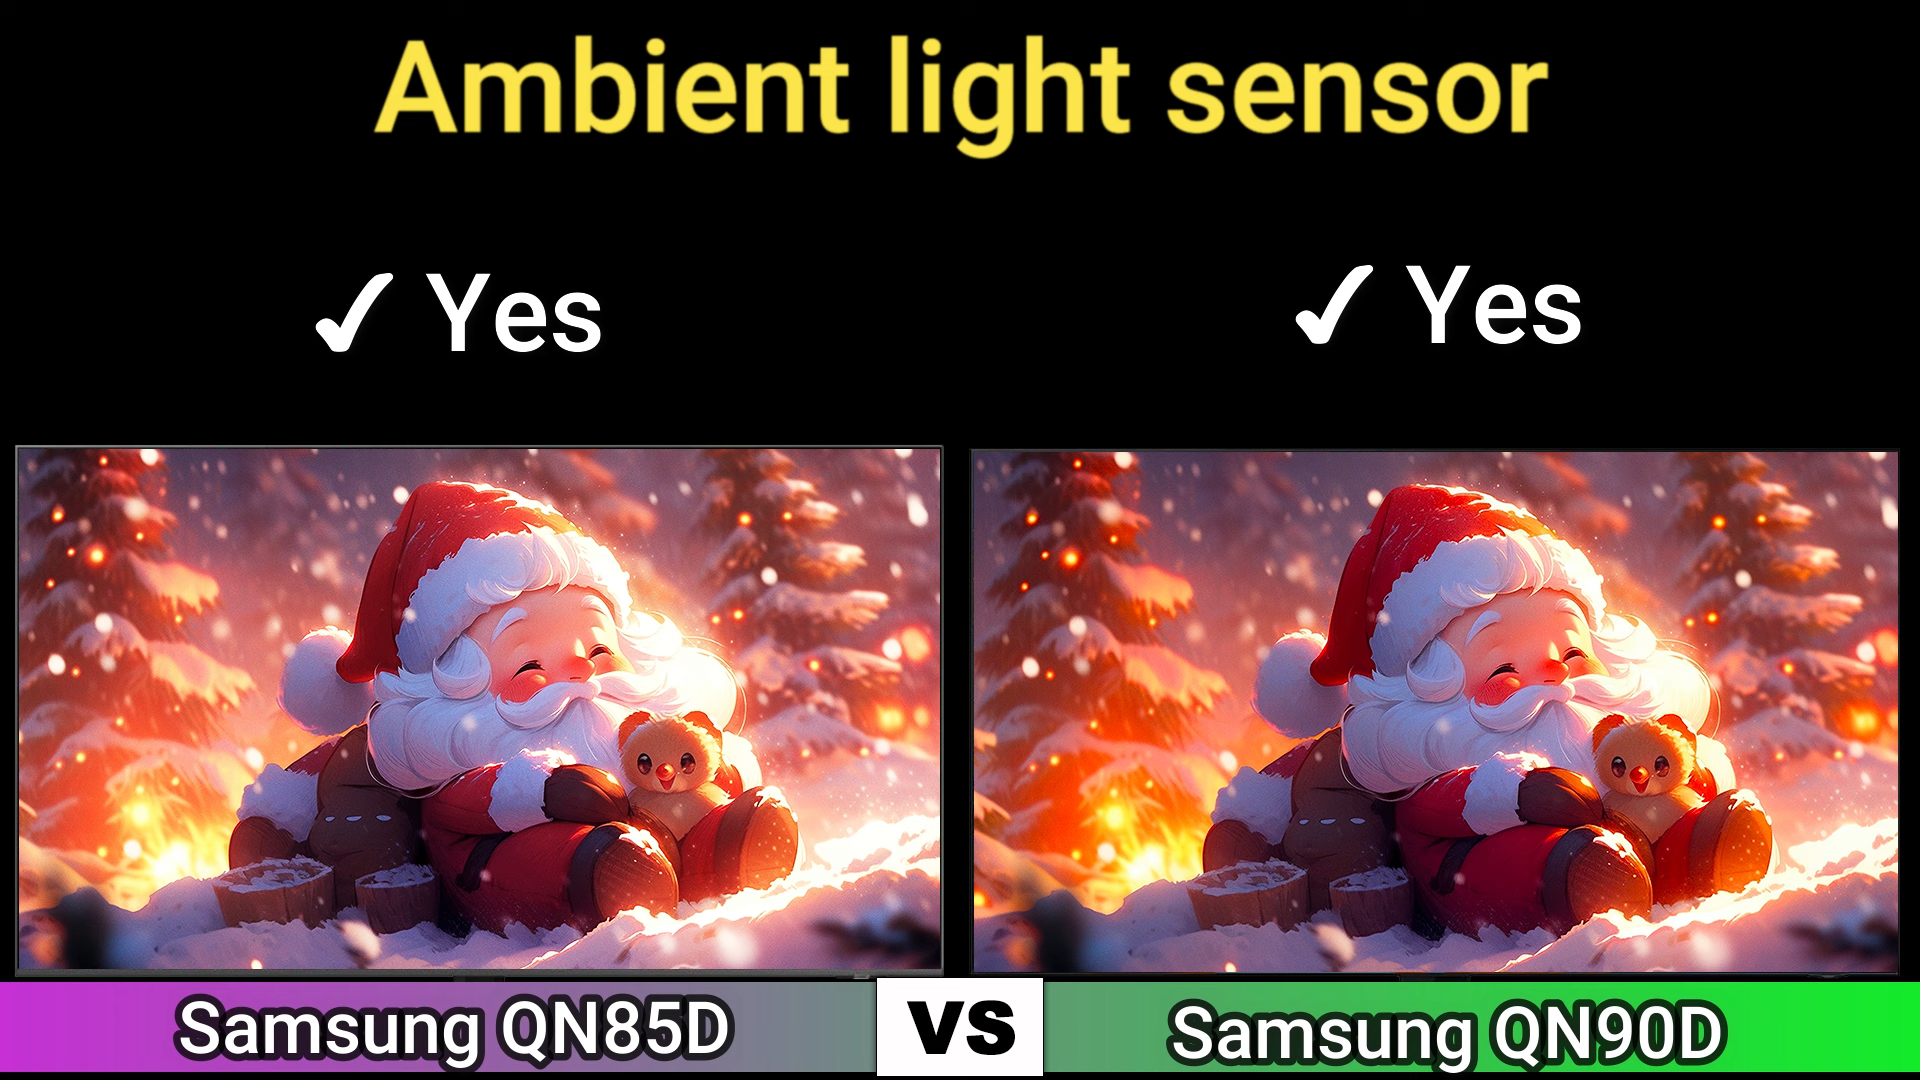 Ambient light sensor
✔ Yes
✔ Yes
Samsung QN85D
VS
Samsung QN90D